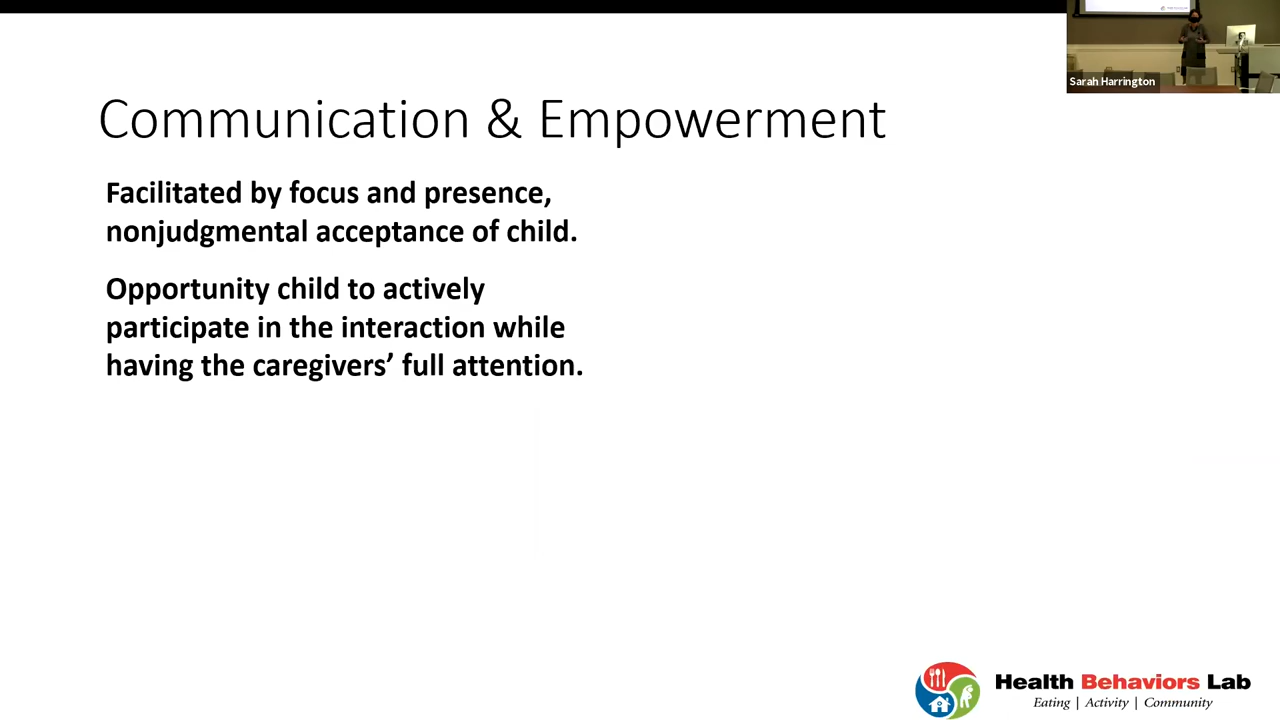 Sarah Harrington
Communication & Empowerment
Facilitated by focus and presence,
nonjudgmental acceptance of child.
Opportunity child to actively
participate in the interaction while
having the caregivers' full attention.
Health Behaviors Lab
Eating | Activity | Community